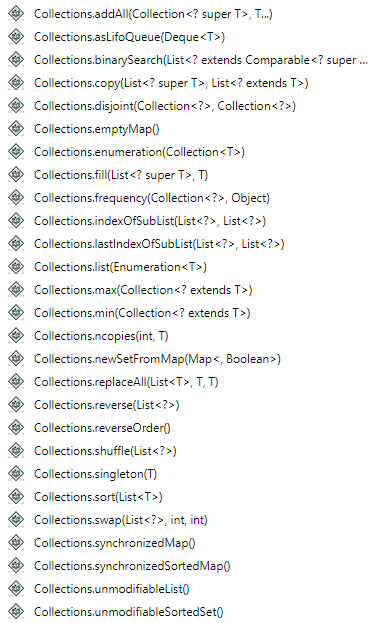 Collections.addAll(Collection<? super T>, T...)
Collections.asLifoQueue(Deque<T>)
Collections.binarySearch(List<? extends Comparable<? super ...
Collections.copy(List<? super T>, List<? extends T>)
Collections.disjoint(Collection<?>, Collection<?>)
Collections.emptyMap()
Collections.enumeration(Collection<T>)
Collections.fill(List<? super T>, T)
Collections.frequency(Collection<?>, Object)
Collections.indexOfSubList(List<?>, List<?>)
Collections.lastIndexOfSubList(List<?>, List<?>)
Collections.list(Enumeration<T>)
Collections.max(Collection<? extends T>)
Collections.min(Collection<? extends T>)
Collections.ncopies(int, T)
Collections.newSetFromMap(Map<, Boolean>)
Collections.replaceAll(List<T>, T, T)
Collections.reverse(List<?>)
Collections.reverseOrder()
Collections.shuffle(List<?>)
Collections.singleton(T)
Collections.sort(List<T>)
Collections.swap(List<?>, int, int)
Collections.synchronizedMap()
Collections.synchronizedSortedMap()
Collections.unmodifiableList()
Collections.unmodifiableSortedSet()